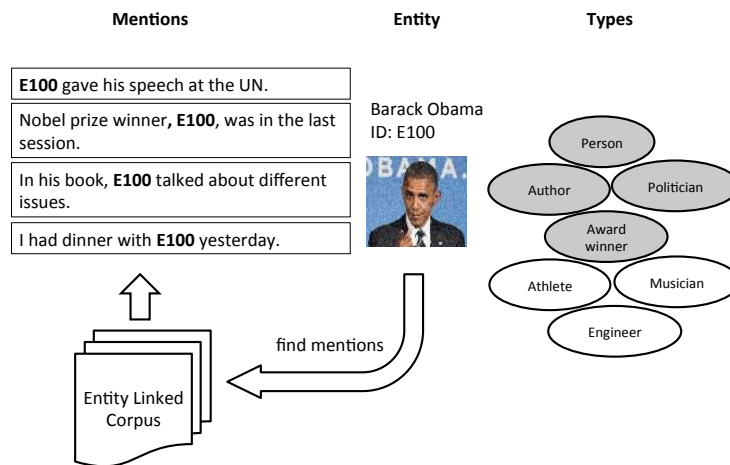 Mentions
Entity
Types
E100 gave his speech at the UN.
Nobel prize winner, E100, was in the last
session.
In his book, E100 talked about different
issues.
I had dinner with E100 yesterday.
Barack Obama
ID: E100
OBAMA.
Person
Author
Politician
Award
winner
Athlete
Musician
Engineer
find mentions
Entity Linked
Corpus